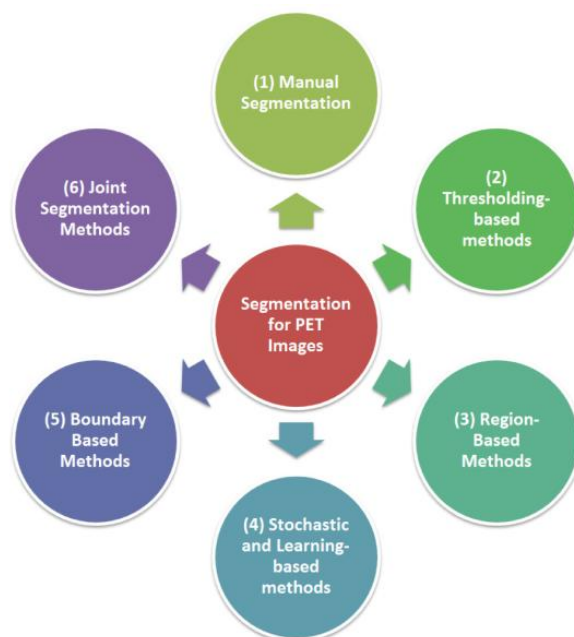 (1) Manual
Segmentation
(2)
Thresholding-
based
methods
(3) Region-
Based
Methods
(4) Stochastic
and Learning-
based
methods
(5) Boundary
Based
Methods
(6) Joint
Segmentation
Methods
Segmentation
for PET
Images